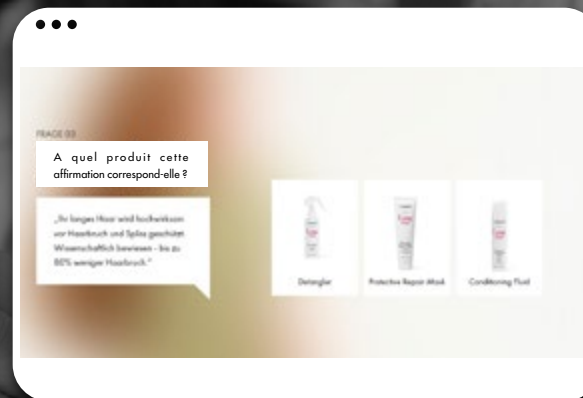 FRAGE 03
A quel produit cette
affirmation correspond-elle ?
„Ihr langes Haar wird hochwirksam
vor Haarbruch und Spliss geschützt.
Wissenschaftlich bewiesen - bis zu
80% weniger Haarbruch."
Detangler
Protective Repair Mask
Conditioning Fluid